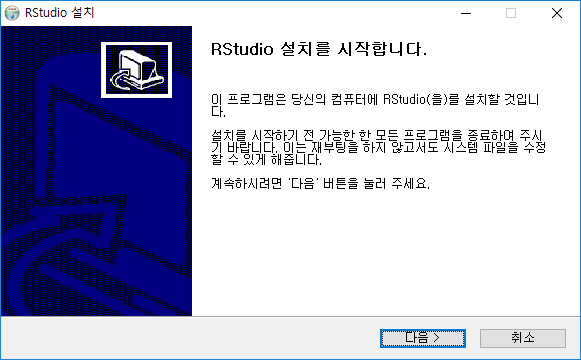 RStudio 설치
RStudio 설치를 시작합니다.
이 프로그램은 당신의 컴퓨터에 RStudio(을)를 설치할 것입니
다.
설치를 시작하기 전 가능한 한 모든 프로그램을 종료하여 주시
기 바랍니다. 이는 재부팅을 하지 않고서도 시스템 파일을 수정
할 수 있게 해줍니다.
계속하시려면 '다음' 버튼을 눌러 주세요.
다음 >
취소